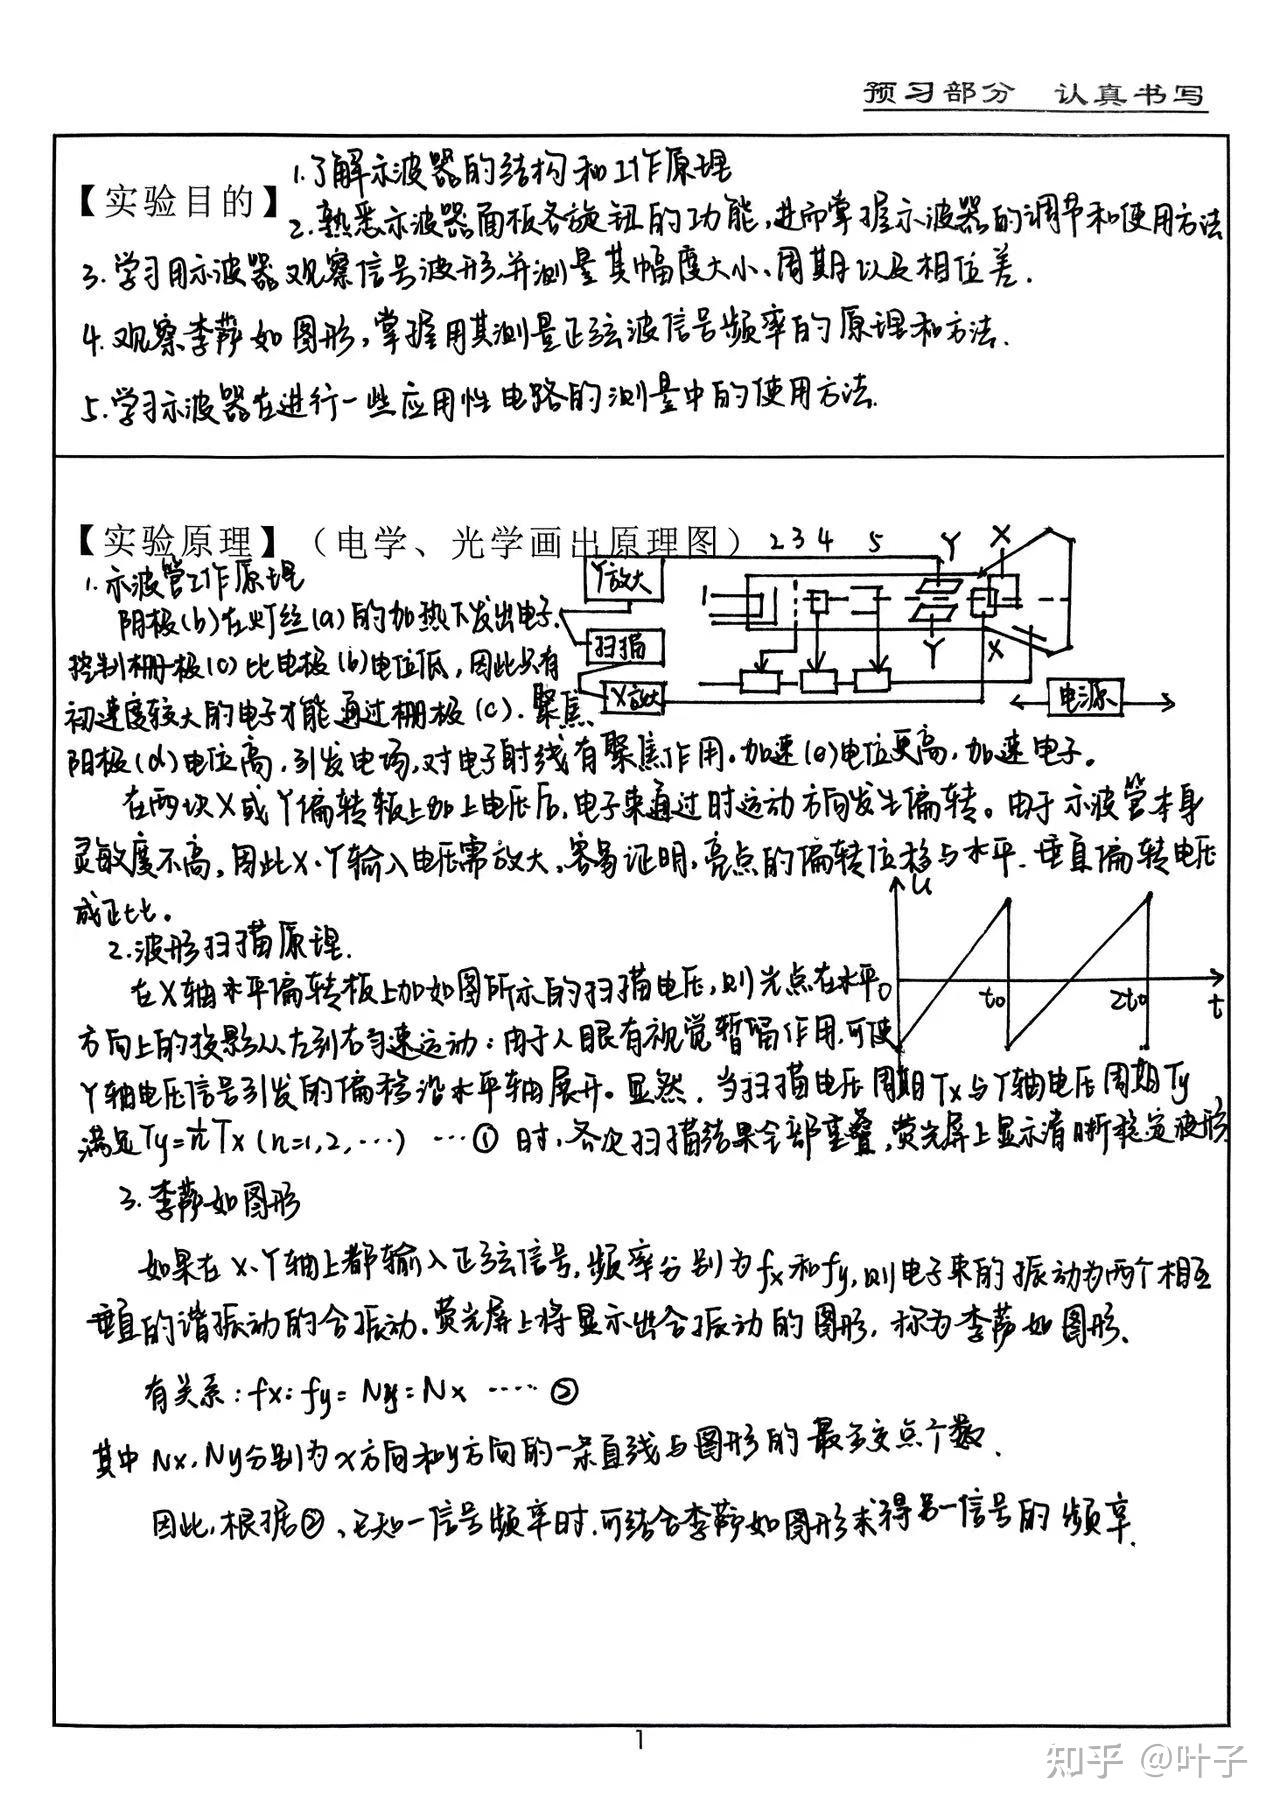 预习部分 认真书写
【实验目的】 1.了解示波器的结构和工作原理
2.熟悉示波器面板各旋钮的功能,进而掌握示波器的调节和使用方法
3.学习用示波器观察信号波形,并测量其幅度大小、周期以及相位差.
4.观察李萨如图形,掌握用其测量正弦波信号频率的原理和方法.
5.学习示波器在进行一些应用性电路的测量中的使用方法.
【实验原理】(电学、光学画出原理图)
2 3 4 5 Y X
Y放大
1
扫描
Y X
X放大
电源
1.示波管工作原理
阴极(b)在灯丝(a)的加热下发出电子.
控制栅极(c)比电极(b)电位低,因此只有
初速度较大的电子才能通过栅极(c).聚焦
阳极(d)电位高,引发电场,对电子射线有聚焦作用。加速(e)电位更高,加速电子。
在两块X或Y偏转板上加上电压后,电子束通过时运动方向发生偏转。由于示波管本身
灵敏度不高,因此X、Y输入电压需放大。容易证明,亮点的偏转位移与水平、垂直偏转电压
成正比。
u
0
t₀
2t₀
t
2.波形扫描原理.
在X轴水平偏转板上加如图所示的扫描电压,则光点在水平
方向上的投影从左到右匀速运动;由于人眼有视觉暂留作用,可使
Y轴电压信号引发的偏移沿水平轴展开。显然,当扫描电压周期Tx与Y轴电压周期Ty
满足Ty=1/n Tx(n=1,2,…) …①时,各次扫描结果全部重叠,荧光屏上显示清晰稳定波形.
3.李萨如图形
如果在X、Y轴上都输入正弦信号,频率分别为fx和fy,则电子束的振动为两个相互
垂直的谐振动的合振动.荧光屏上将显示出合振动的图形,称为李萨如图形.
有关系:fx:fy=Ny:Nx ……②
其中Nx、Ny分别为x方向和y方向的一条直线与图形的最多交点个数.
因此,根据②,已知一信号频率时,可结合李萨如图形求得另一信号的频率.
1
知乎 @叶子